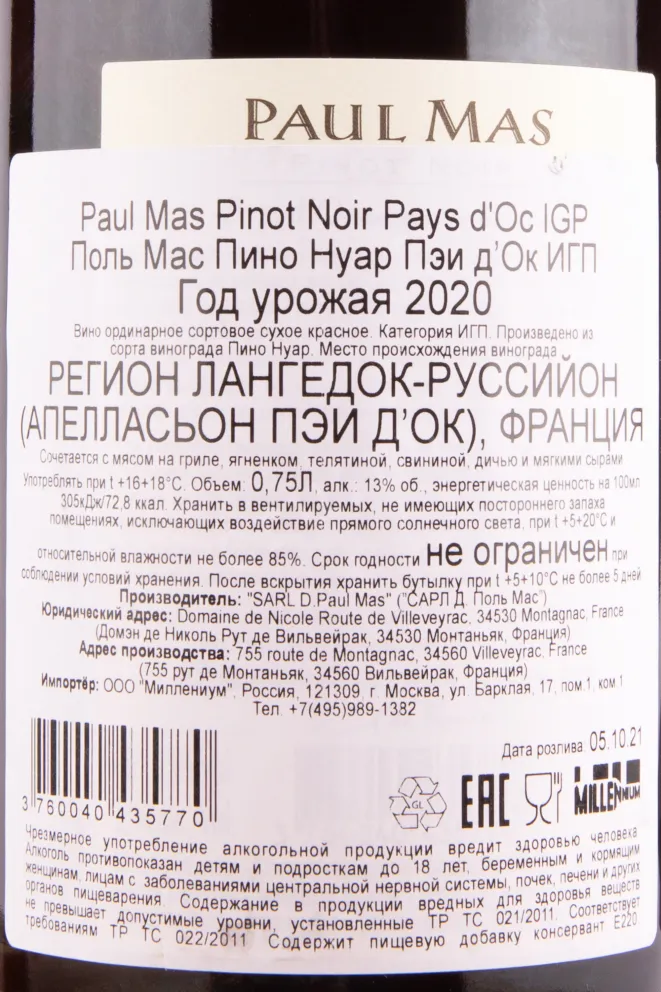 PAUL MAS
Paul Mas Pinot Noir Pays d'Oc IGP
Поль Мас Пино Нуар Пэи д'Ок ИГП
Год урожая 2020
Вино ординарное сортовое сухое красное. Категория ИГП. Произведено из
сорта винограда Пино Нуар. Место происхождения винограда
РЕГИОН ЛАНГЕДОК-РУССИЙОН
(АПЕЛЛАСЬОН ПЭИ Д'ОК), ФРАНЦИЯ
Сочетается с мясом на гриле, ягненком, телятиной, свининой, дичью и мягкими сырами
Употреблять при t +16+18°С. Объем: 0,75Л, алк.: 13% об., энергетическая ценность на 100мл
305кДж/72,8 ккал. Хранить в вентилируемых, не имеющих постороннего запаха
помещениях, исключающих воздействие прямого солнечного света, при t +5+20°С и
относительной влажности не более 85%. Срок годности не ограничен при
соблюдении условий хранения. После вскрытия хранить бутылку при t +5+10°С не более 5 дней
Производитель: "SARL D.Paul Mas" ("САРЛ Д. Поль Мас")
Юридический адрес: Domaine de Nicole Route de Villeveyrac, 34530 Montagnac, France
(Домэн де Николь Рут де Вильвейрак, 34530 Монтаньяк, Франция)
Адрес производства: 755 route de Montagnac, 34560 Villeveyrac, France
(755 рут де Монтаньяк, 34560 Вильвейрак, Франция)
Импортёр: ООО "Миллениум", Россия, 121309, г. Москва, ул. Барклая, 17, пом.1, ком 1
Тел. +7(495)989-1382
Дата розлива: 05.10.21
3 760040 435770
GL
EAC
MILLENNIUM
Чрезмерное употребление алкогольной продукции вредит здоровью человека
Алкоголь противопоказан детям и подросткам до 18 лет, беременным и кормящим
женщинам, лицам с заболеваниями центральной нервной системы, почек, печени и других
органов пищеварения. Содержание в продукции вредных для здоровья веществ
не превышает допустимые уровни, установленные ТР ТС 021/2011. Соответствует
требованиям ТР ТС 022/2011 Содержит пищевую добавку консервант Е220